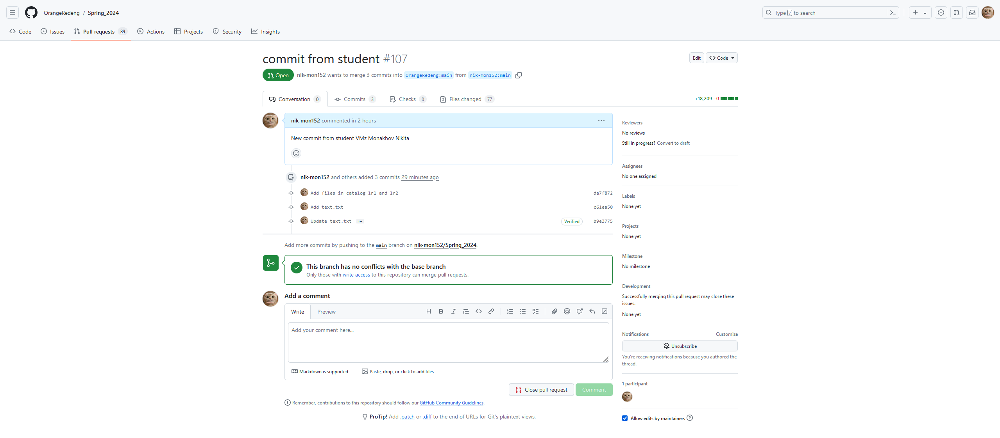 OrangeRedeng / Spring_2024
Type / to search
Code
Issues
Pull requests 89
Actions
Projects
Security
Insights
commit from student #107
Edit
Code
Open
nik-mon152 wants to merge 3 commits into OrangeRedeng:main from nik-mon152:main
Conversation 0
Commits 3
Checks 0
Files changed 77
+18,209 −0
nik-mon152 commented in 2 hours
New commit from student VMz Monakhov Nikita
nik-mon152 and others added 3 commits 29 minutes ago
Add files in catalog lr1 and lr2 da7f872
Add text.txt c61ea50
Update text.txt … Verified b9e3775
Add more commits by pushing to the main branch on nik-mon152/Spring_2024.
This branch has no conflicts with the base branch
Only those with write access to this repository can merge pull requests.
Add a comment
Write
Preview
Add your comment here...
Markdown is supported
Paste, drop, or click to add files
Close pull request
Comment
Remember, contributions to this repository should follow our GitHub Community Guidelines.
ProTip! Add .patch or .diff to the end of URLs for Git's plaintext views.
Reviewers
No reviews
Still in progress? Convert to draft
Assignees
No one assigned
Labels
None yet
Projects
None yet
Milestone
No milestone
Development
Successfully merging this pull request may close these
issues.
None yet
Notifications
Customize
Unsubscribe
You're receiving notifications because you authored the
thread.
1 participant
Allow edits by maintainers